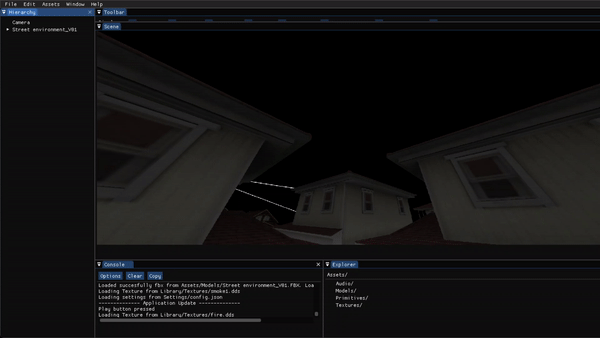 File Edit Assets Window Help
Hierarchy
Toolbar
Camera
Scene
Street environment_V01
Console
Explorer
Options Clear Copy
Assets/
Loaded succesfully fbx from Assets/Models/Street environment_V01.FBX. Loa
Audio/
Loading Texture from Library/Textures/smoke1.dds
Models/
Loading settings from Settings/config.json
Primitives/
-------------- Application Update --------------
Textures/
Play button pressed
Loading Texture from Library/Textures/fire.dds